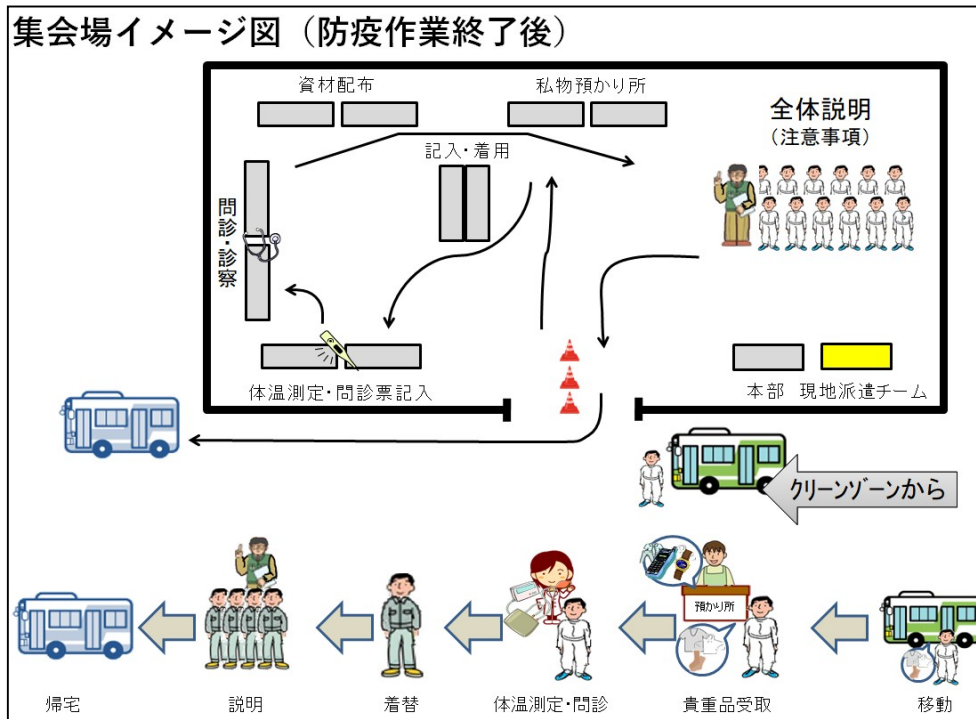 集会場イメージ図（防疫作業終了後）
資材配布
私物預かり所
全体説明
（注意事項）
記入・着用
問診・診察
体温測定・問診票記入
本部
現地派遣チーム
クリーンゾーンから
預かり所
帰宅
説明
着替
体温測定・問診
貴重品受取
移動